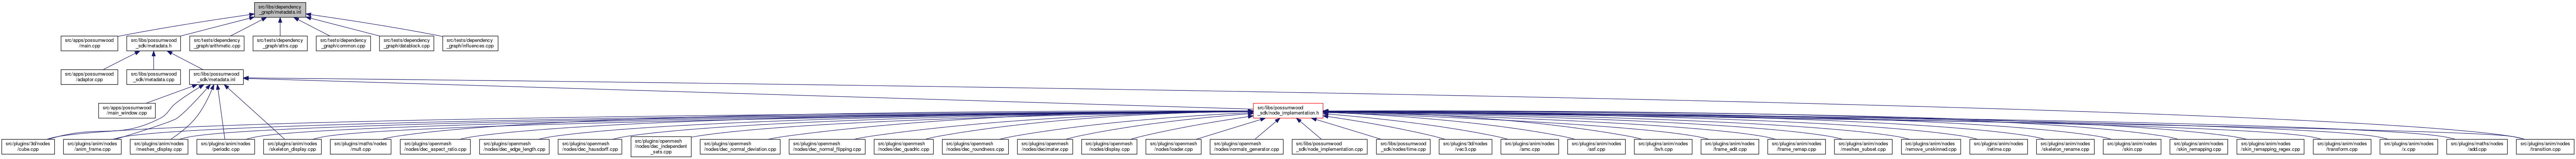 src/libs/dependency
_graph/metadata.inl
src/apps/possumwood
/main.cpp
src/libs/possumwood
_sdk/metadata.h
src/tests/dependency
_graph/arithmetic.cpp
src/tests/dependency
_graph/attrs.cpp
src/tests/dependency
_graph/common.cpp
src/tests/dependency
_graph/datablock.cpp
src/tests/dependency
_graph/influences.cpp
src/apps/possumwood
/adaptor.cpp
src/libs/possumwood
_sdk/metadata.cpp
src/libs/possumwood
_sdk/metadata.inl
src/apps/possumwood
/main_window.cpp
src/libs/possumwood
_sdk/node_implementation.h
src/plugins/3d/nodes
/cube.cpp
src/plugins/anim/nodes
/anim_frame.cpp
src/plugins/anim/nodes
/meshes_display.cpp
src/plugins/anim/nodes
/periodic.cpp
src/plugins/anim/nodes
/skeleton_display.cpp
src/plugins/maths/nodes
/mult.cpp
src/plugins/openmesh
/nodes/dec_aspect_ratio.cpp
src/plugins/openmesh
/nodes/dec_edge_length.cpp
src/plugins/openmesh
/nodes/dec_hausdorff.cpp
src/plugins/openmesh
/nodes/dec_independent
_sets.cpp
src/plugins/openmesh
/nodes/dec_normal_deviation.cpp
src/plugins/openmesh
/nodes/dec_normal_flipping.cpp
src/plugins/openmesh
/nodes/dec_quadric.cpp
src/plugins/openmesh
/nodes/dec_roundness.cpp
src/plugins/openmesh
/nodes/decimater.cpp
src/plugins/openmesh
/nodes/display.cpp
src/plugins/openmesh
/nodes/loader.cpp
src/plugins/openmesh
/nodes/normals_generator.cpp
src/libs/possumwood
_sdk/node_implementation.cpp
src/libs/possumwood
_sdk/nodes/time.cpp
src/plugins/3d/nodes
/vec3.cpp
src/plugins/anim/nodes
/amc.cpp
src/plugins/anim/nodes
/asf.cpp
src/plugins/anim/nodes
/bvh.cpp
src/plugins/anim/nodes
/frame_edit.cpp
src/plugins/anim/nodes
/frame_remap.cpp
src/plugins/anim/nodes
/meshes_subset.cpp
src/plugins/anim/nodes
/remove_unskinned.cpp
src/plugins/anim/nodes
/retime.cpp
src/plugins/anim/nodes
/skeleton_rename.cpp
src/plugins/anim/nodes
/skin.cpp
src/plugins/anim/nodes
/skin_remapping.cpp
src/plugins/anim/nodes
/skin_remapping_regex.cpp
src/plugins/anim/nodes
/transform.cpp
src/plugins/anim/nodes
/x.cpp
src/plugins/maths/nodes
/add.cpp
src/plugins/anim/nodes
/transition.cpp